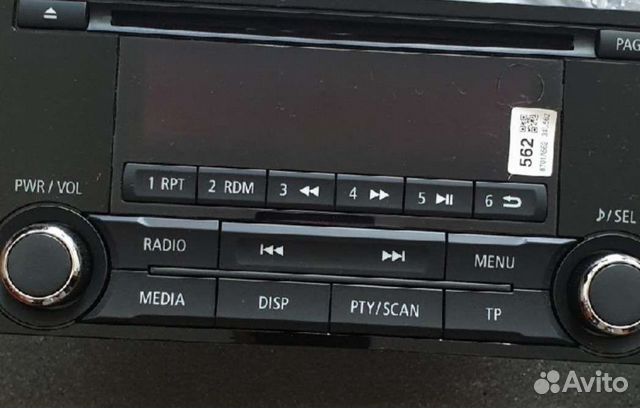 PAG
562
PWR / VOL
1 RPT
2 RDM
3
4
5
6
♪/SEL
RADIO
MENU
MEDIA
DISP
PTY/SCAN
TP
Avito